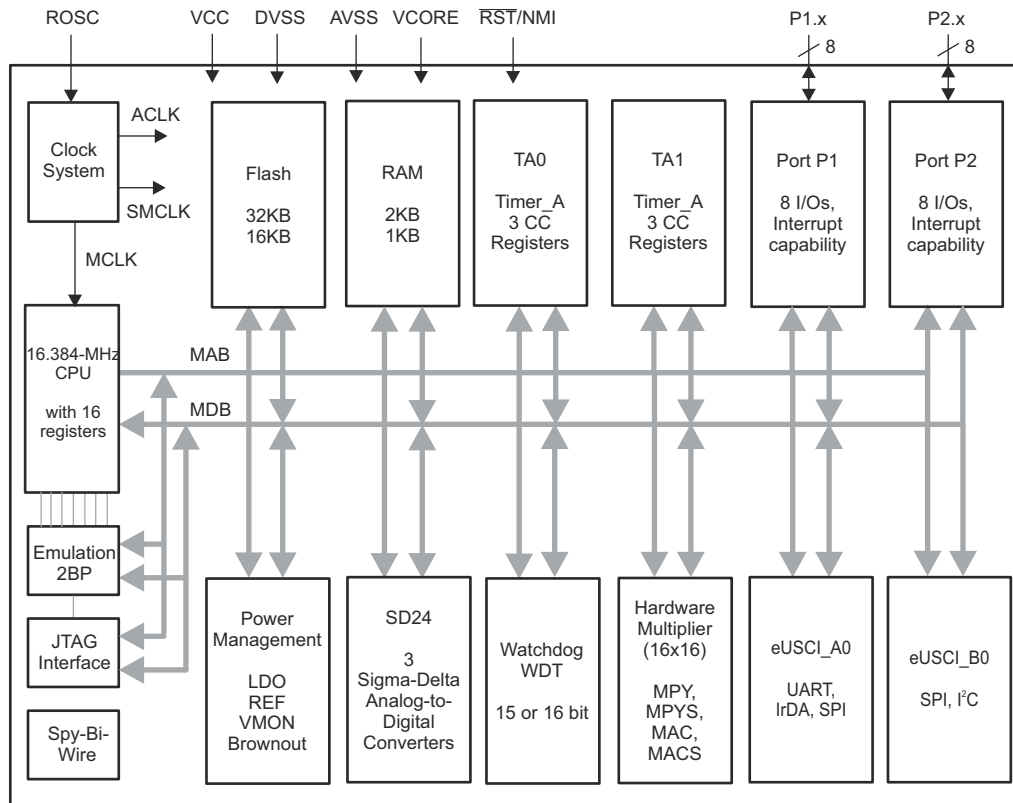 ROSC
VCC
DVSS
AVSS
VCORE
RST/NMI
P1.x
P2.x
8
8
Clock
System
ACLK
SMCLK
MCLK
Flash
32KB
16KB
RAM
2KB
1KB
TA0
Timer_A
3 CC
Registers
TA1
Timer_A
3 CC
Registers
Port P1
8 I/Os,
Interrupt
capability
Port P2
8 I/Os,
Interrupt
capability
16.384-MHz
CPU
with 16
registers
MAB
MDB
Emulation
2BP
JTAG
Interface
Spy-Bi-
Wire
Power
Management
LDO
REF
VMON
Brownout
SD24
3
Sigma-Delta
Analog-to-
Digital
Converters
Watchdog
WDT
15 or 16 bit
Hardware
Multiplier
(16x16)
MPY,
MPYS,
MAC,
MACS
eUSCI_A0
UART,
IrDA, SPI
eUSCI_B0
SPI, I²C